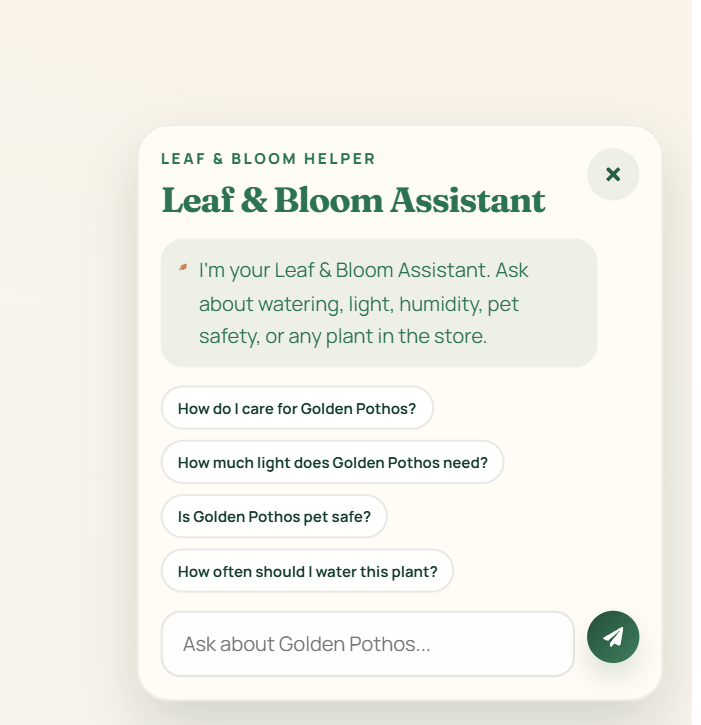 LEAF & BLOOM HELPER
Leaf & Bloom Assistant
I'm your Leaf & Bloom Assistant. Ask
about watering, light, humidity, pet
safety, or any plant in the store.
How do I care for Golden Pothos?
How much light does Golden Pothos need?
Is Golden Pothos pet safe?
How often should I water this plant?
Ask about Golden Pothos...